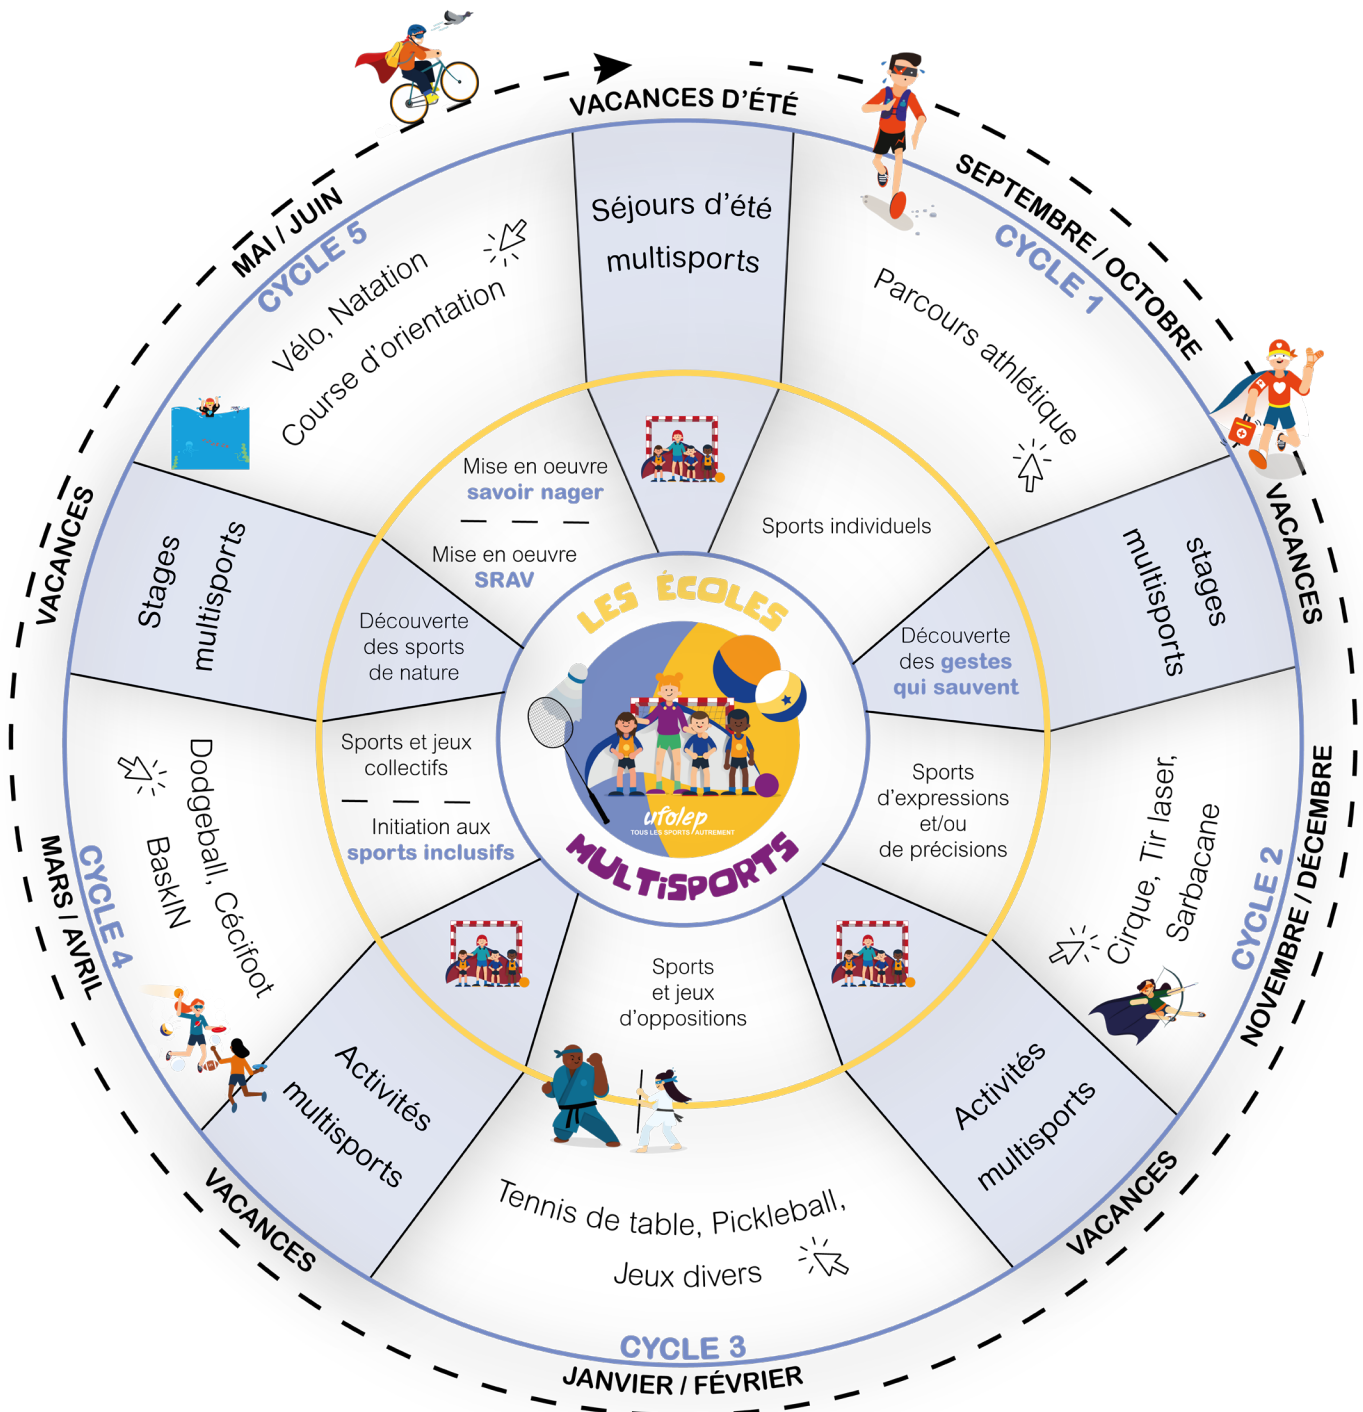 VACANCES D'ÉTÉ
Séjours d'été
multisports
SEPTEMBRE / OCTOBRE
CYCLE 1
Parcours athlétique
Sports individuels
VACANCES
stages
multisports
Découverte
des gestes
qui sauvent
NOVEMBRE / DÉCEMBRE
CYCLE 2
Cirque, Tir laser,
Sarbacane
Sports
d'expressions
et/ou
de précisions
VACANCES
Activités
multisports
JANVIER / FÉVRIER
CYCLE 3
Tennis de table, Pickleball,
Jeux divers
Sports
et jeux
d'oppositions
VACANCES
Activités
multisports
MARS / AVRIL
CYCLE 4
Dodgeball, Cécifoot
BaskIN
Sports et jeux
collectifs
Initiation aux
sports inclusifs
VACANCES
Stages
multisports
Découverte
des sports
de nature
MAI / JUIN
CYCLE 5
Vélo, Natation
Course d'orientation
Mise en oeuvre
savoir nager
Mise en oeuvre
SRAV
LES ÉCOLES
ufolep
TOUS LES SPORTS AUTREMENT
MULTiSPORTS